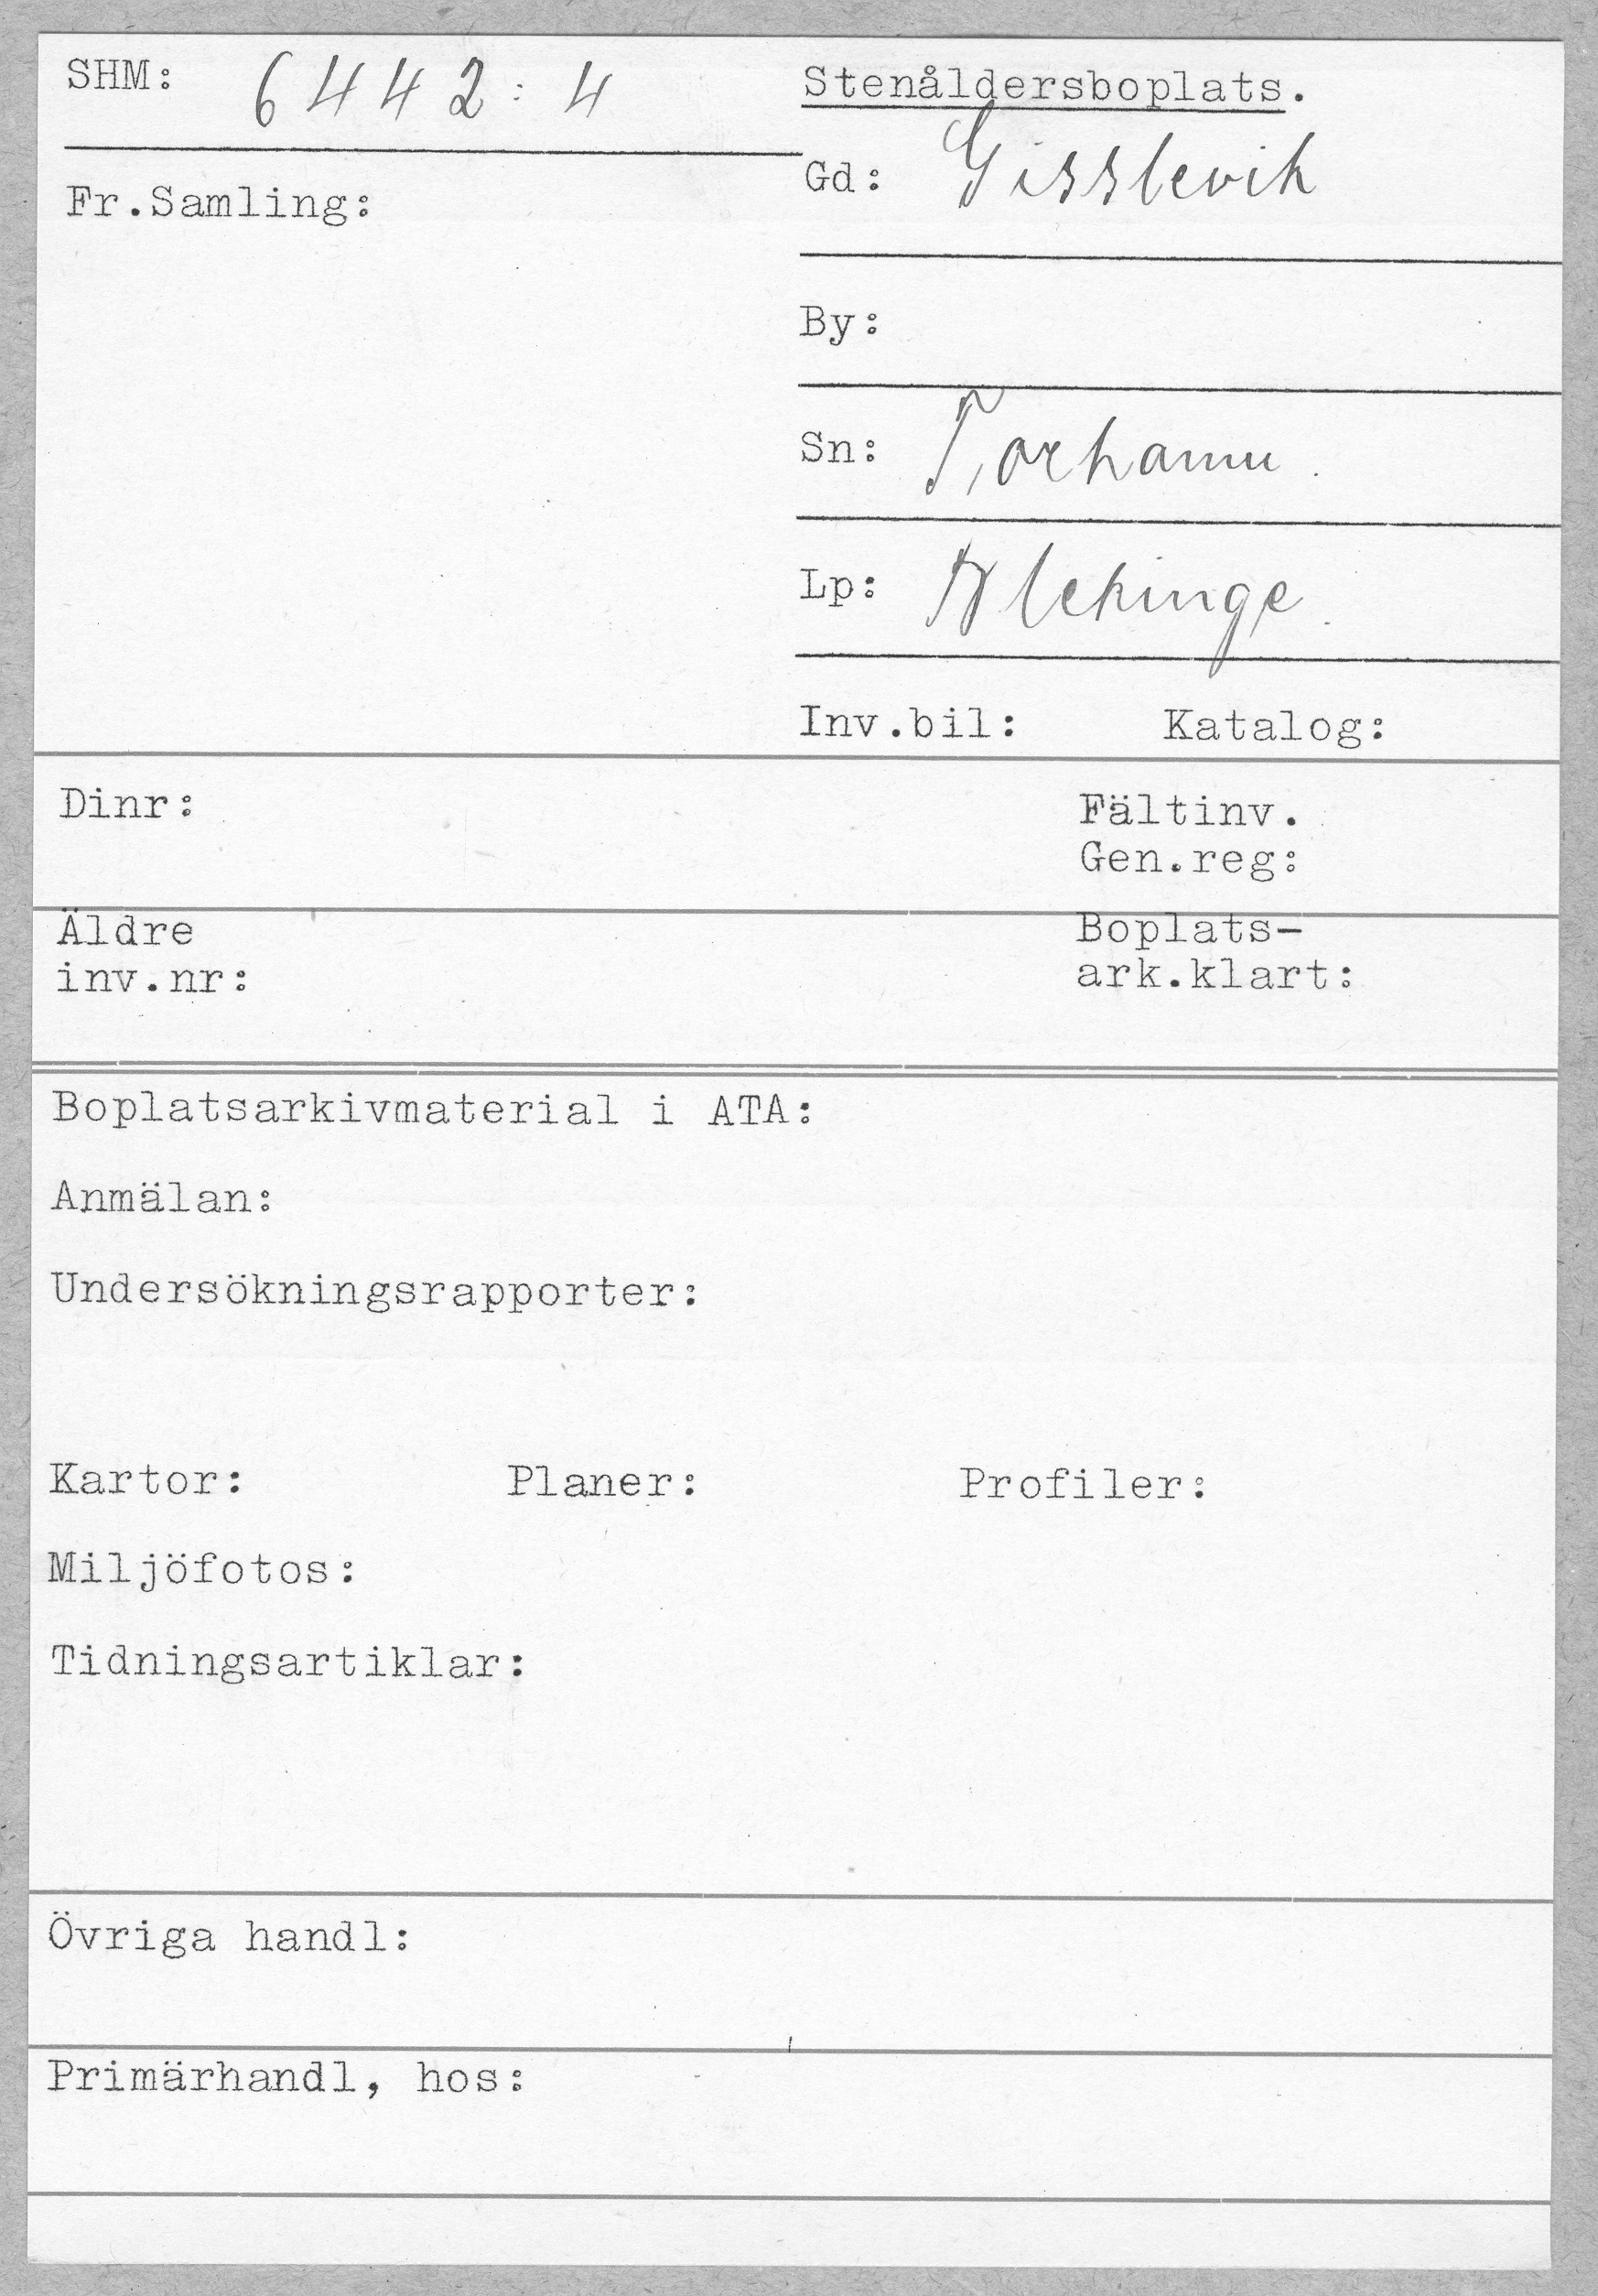 SHM: 6442:4
Stenåldersboplats.
Gd: Gisslevik
Fr.Samling:
By:
Sn: Torhamn.
Lp: Blekinge.
Inv.bil: Katalog:
Dinr:
Fältinv.
Gen.reg:
Äldre
inv.nr:
Boplats-
ark.klart:
Boplatsarkivmaterial i ATA:
Anmälan:
Undersökningsrapporter:
Kartor: Planer: Profiler:
Miljöfotos:
Tidningsartiklar:
Övriga handl:
Primärhandl, hos: